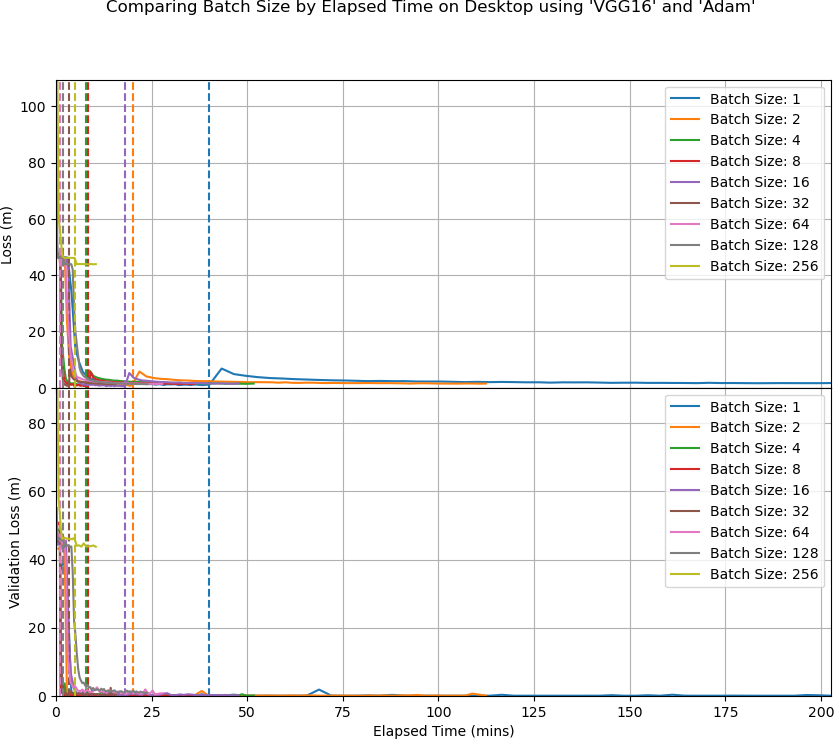 Comparing Batch Size by Elapsed Time on Desktop using 'VGG16' and 'Adam'
Loss (m)
100
80
60
40
20
0
Batch Size: 1
Batch Size: 2
Batch Size: 4
Batch Size: 8
Batch Size: 16
Batch Size: 32
Batch Size: 64
Batch Size: 128
Batch Size: 256
Validation Loss (m)
80
60
40
20
0
Batch Size: 1
Batch Size: 2
Batch Size: 4
Batch Size: 8
Batch Size: 16
Batch Size: 32
Batch Size: 64
Batch Size: 128
Batch Size: 256
0 25 50 75 100 125 150 175 200
Elapsed Time (mins)